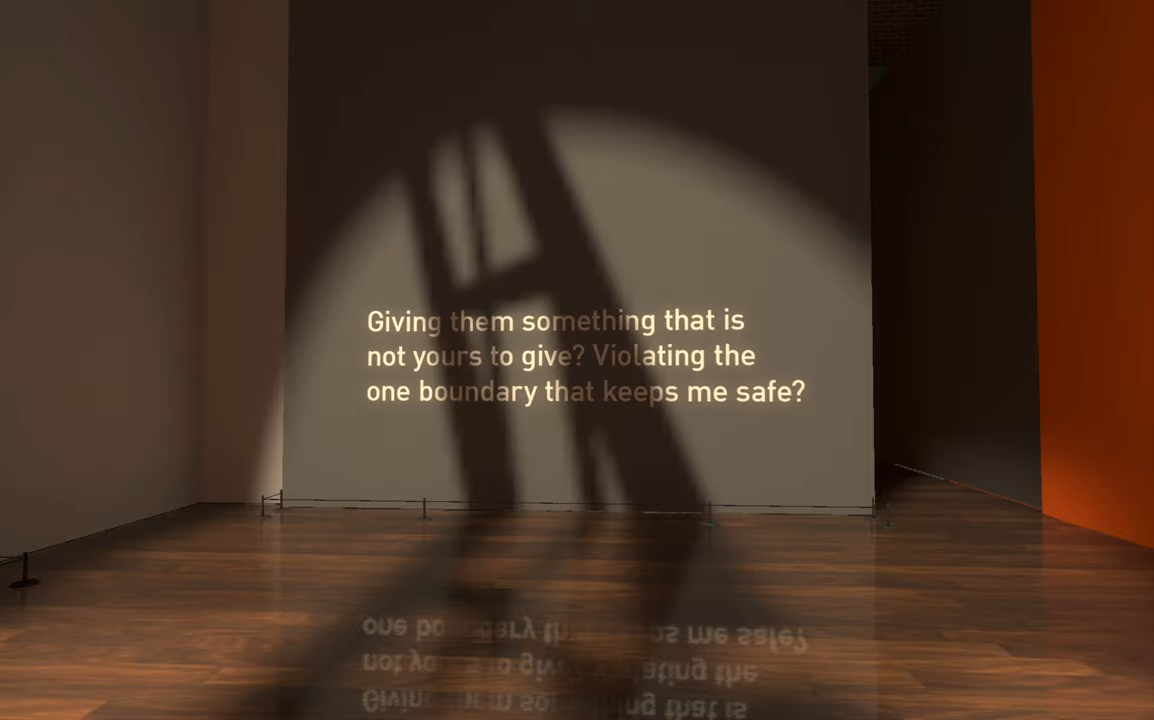 Giving them something that is
not yours to give? Violating the
one boundary that keeps me safe?